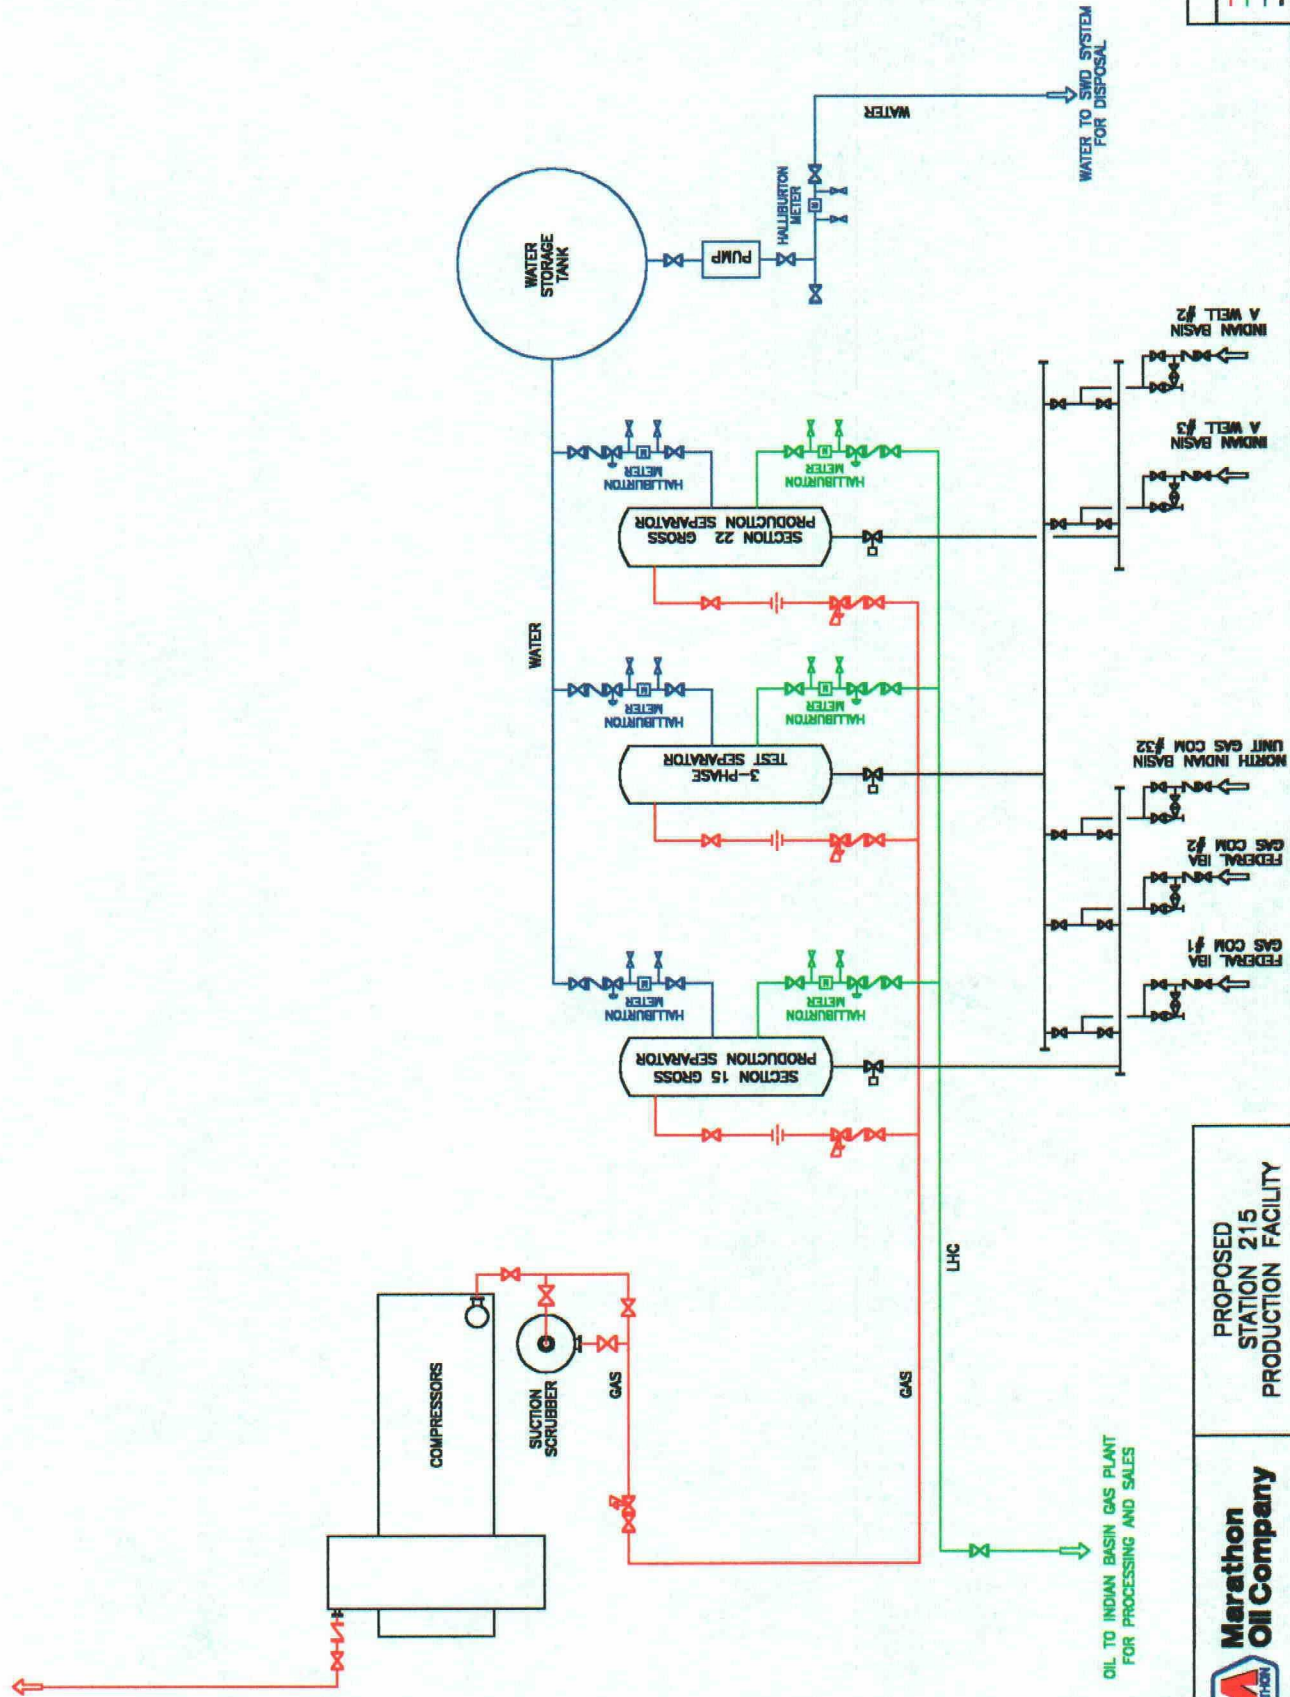 WATER TO SWD SYSTEM
FOR DISPOSAL
WATER
HALLIBURTON
METER
PUMP
WATER
STORAGE
TANK
WATER
HALLIBURTON
METER
HALLIBURTON
METER
SECTION 22 GROSS
PRODUCTION SEPARATOR
HALLIBURTON
METER
HALLIBURTON
METER
3-PHASE
TEST SEPARATOR
HALLIBURTON
METER
HALLIBURTON
METER
SECTION 15 GROSS
PRODUCTION SEPARATOR
INDIAN BASIN
A WELL #2
INDIAN BASIN
A WELL #3
NORTH INDIAN BASIN
UNIT GAS COM #32
FEDERAL IBA
GAS COM #2
FEDERAL IBA
GAS COM #1
COMPRESSORS
SUCTION
SCRUBBER
GAS
GAS
LHC
OIL TO INDIAN BASIN GAS PLANT
FOR PROCESSING AND SALES
PROPOSED
STATION 215
PRODUCTION FACILITY
Marathon
Oil Company